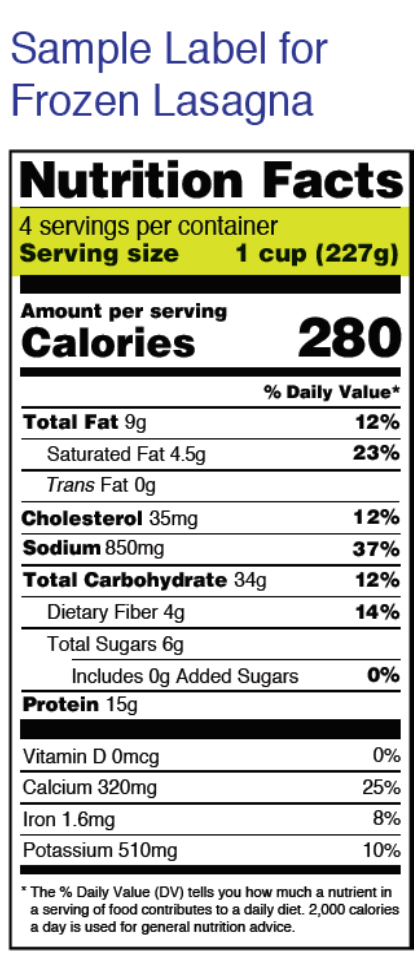 Sample Label for
Frozen Lasagna
Nutrition Facts
4 servings per container
Serving size 1 cup (227g)
Amount per serving
Calories 280
% Daily Value*
Total Fat 9g 12%
Saturated Fat 4.5g 23%
Trans Fat 0g
Cholesterol 35mg 12%
Sodium 850mg 37%
Total Carbohydrate 34g 12%
Dietary Fiber 4g 14%
Total Sugars 6g
Includes 0g Added Sugars 0%
Protein 15g
Vitamin D 0mcg 0%
Calcium 320mg 25%
Iron 1.6mg 8%
Potassium 510mg 10%
* The % Daily Value (DV) tells you how much a nutrient in
a serving of food contributes to a daily diet. 2,000 calories
a day is used for general nutrition advice.